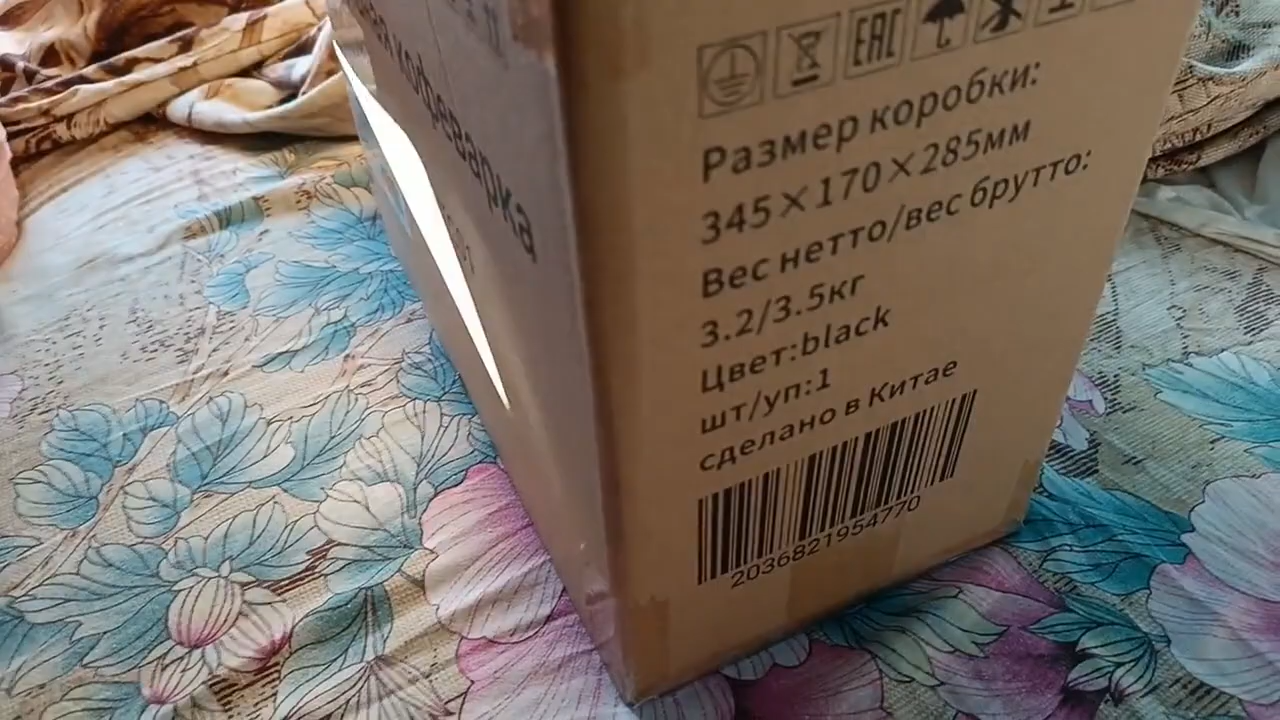 кофеварка
EAC
Размер коробки:
345×170×285мм
Вес нетто/вес брутто:
3.2/3.5кг
Цвет:black
шт/уп:1
сделано в Китае
2036821954770